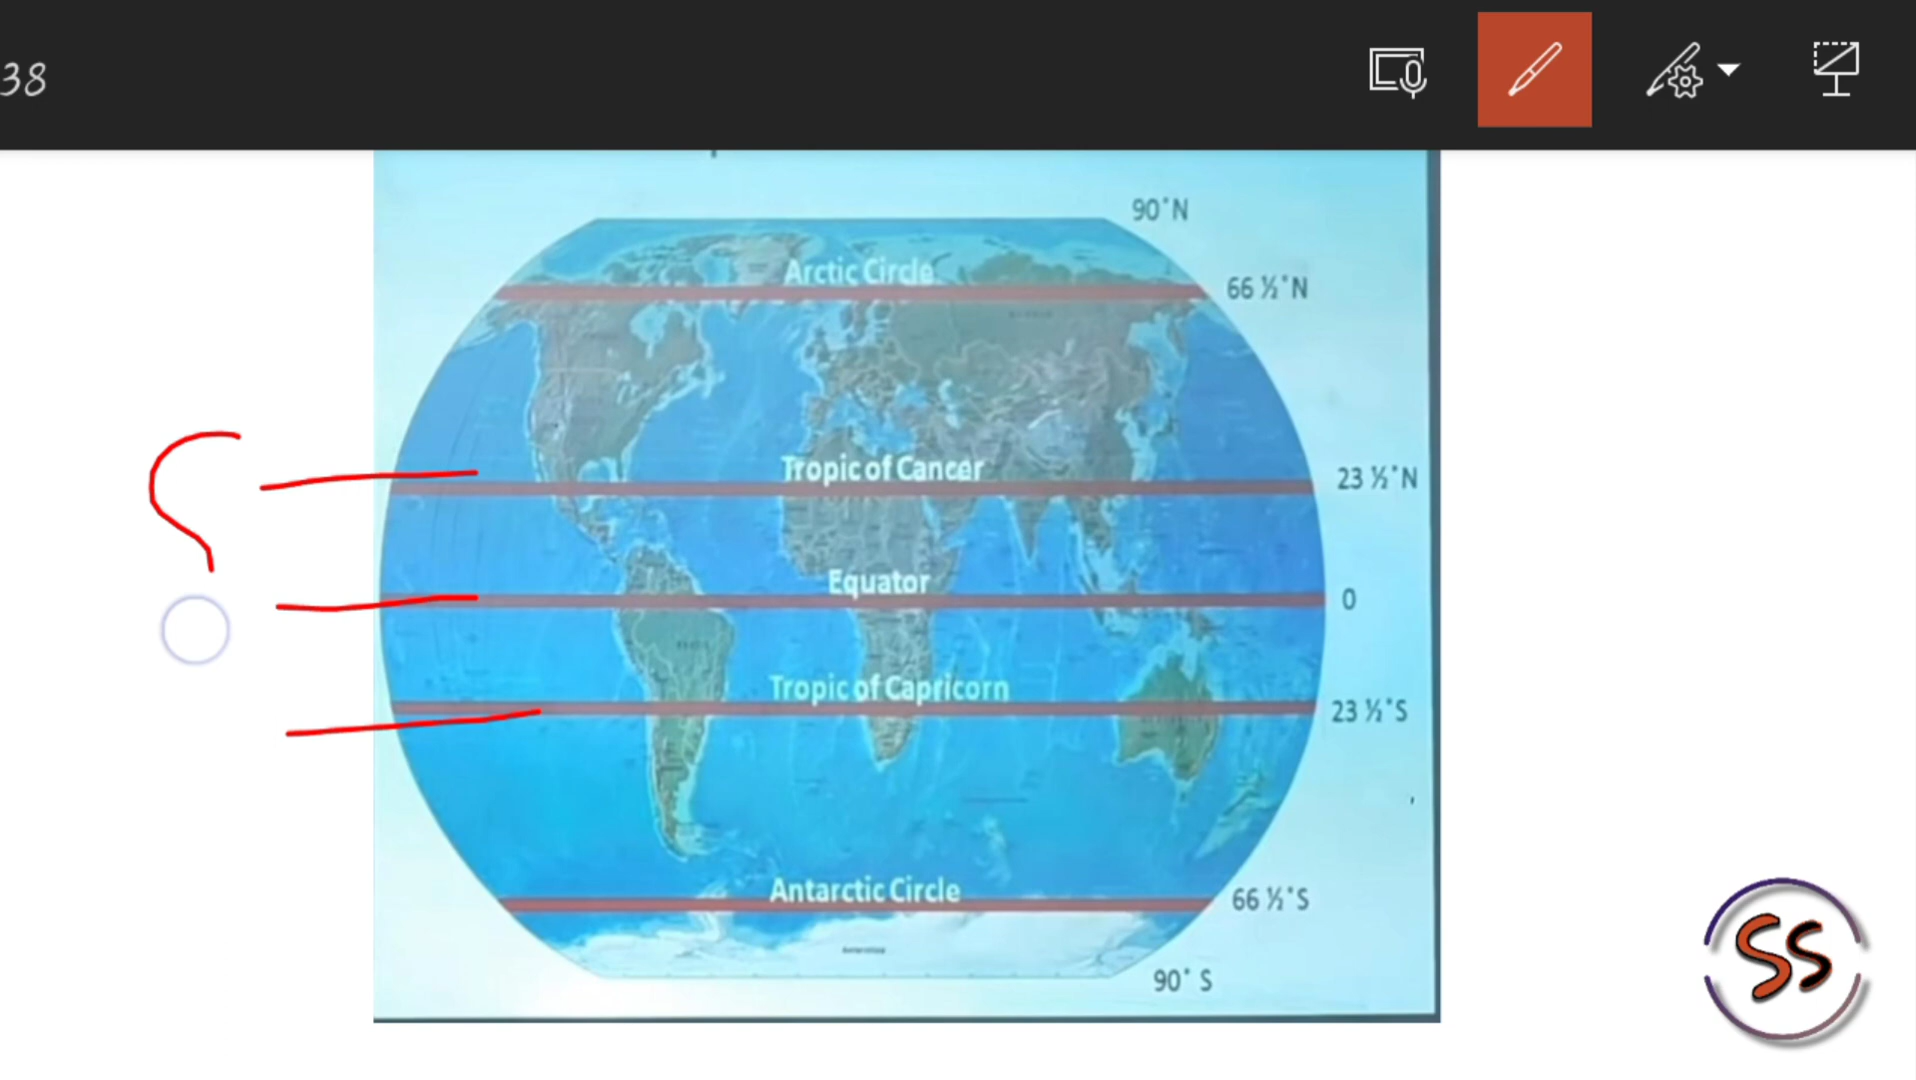 38
90°N
Arctic Circle
66 ½°N
Tropic of Cancer
23 ½°N
Equator
0
Tropic of Capricorn
23 ½°S
Antarctic Circle
66 ½°S
90° S
SS